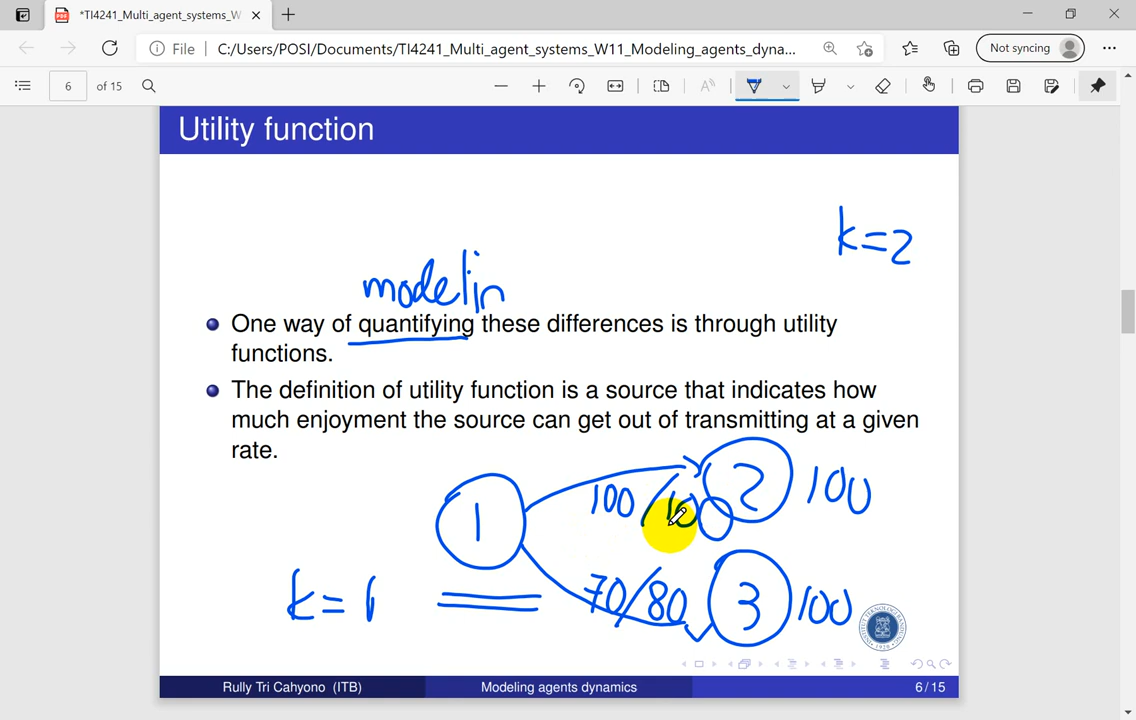 *TI4241_Multi_agent_systems_W
File
C:/Users/POSI/Documents/TI4241_Multi_agent_systems_W11_Modeling_agents_dyna...
Not syncing
6
of 15
Utility function
k=2
modelin
One way of quantifying these differences is through utility
functions.
The definition of utility function is a source that indicates how
much enjoyment the source can get out of transmitting at a given
rate.
1
100/100
2
100
k=1
70/80
3
100
Rully Tri Cahyono (ITB)
Modeling agents dynamics
6/15